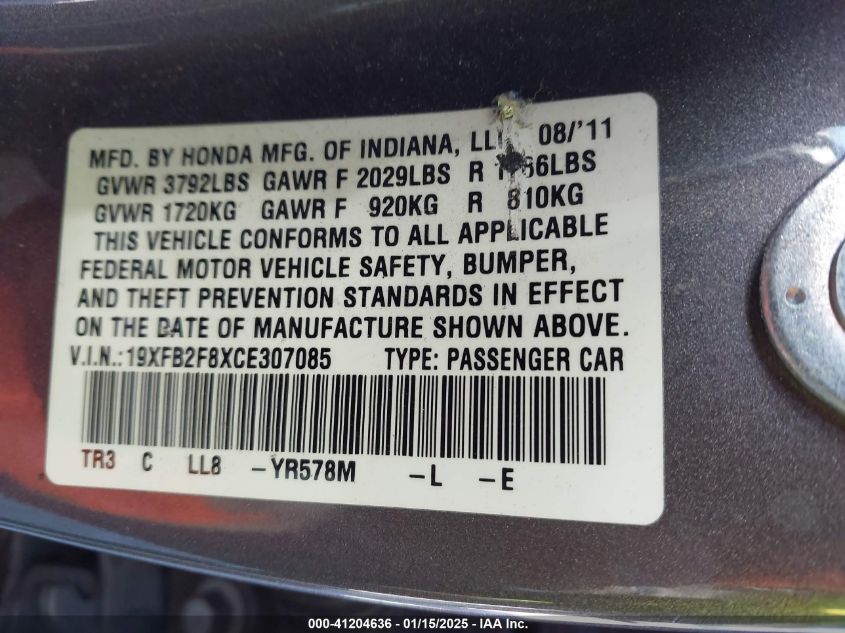 MFD. BY HONDA MFG. OF INDIANA, 08/'11
GVWR 3792LBS GAWR F 2029LBS R
GVWR 1720KG GAWR F 920KG R 810KG
THIS VEHICLE CONFORMS TO ALL APPLICABLE
FEDERAL MOTOR VEHICLE SAFETY, BUMPER,
AND THEFT PREVENTION STANDARDS IN EFFECT
ON THE DATE OF MANUFACTURE SHOWN ABOVE.
V.I.N.:19XFB2F8XCE307085 TYPE: PASSENGER CAR
TR3 C LL8 -YR578M -L -E
000-41204636 - 01/15/2025 - IAA Inc.